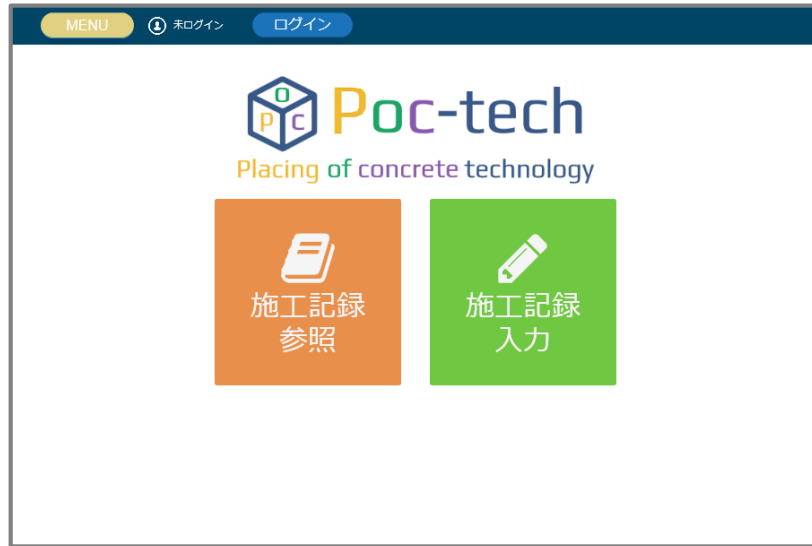 MENU
未ログイン
ログイン
O
P C
Poc-tech
Placing of concrete technology
施工記録
参照
施工記録
入力